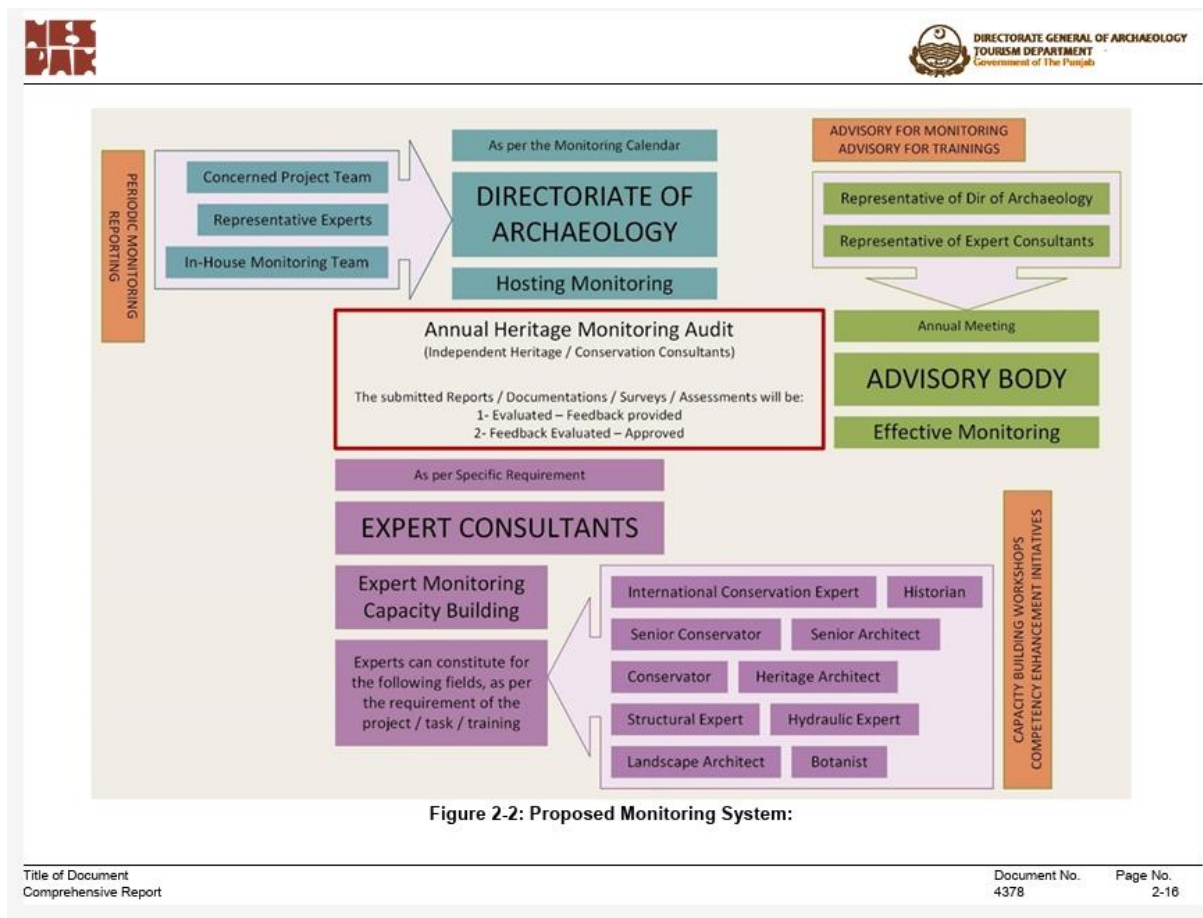 NES
PAK
DIRECTORATE GENERAL OF ARCHAEOLOGY
TOURISM DEPARTMENT
Government of The Punjab
PERIODIC MONITORING
REPORTING
Concerned Project Team
Representative Experts
In-House Monitoring Team
As per the Monitoring Calendar
DIRECTORIATE OF
ARCHAEOLOGY
Hosting Monitoring
ADVISORY FOR MONITORING
ADVISORY FOR TRAININGS
Representative of Dir of Archaeology
Representative of Expert Consultants
Annual Meeting
ADVISORY BODY
Effective Monitoring
Annual Heritage Monitoring Audit
(Independent Heritage / Conservation Consultants)
The submitted Reports / Documentations / Surveys / Assessments will be:
1- Evaluated – Feedback provided
2- Feedback Evaluated – Approved
As per Specific Requirement
EXPERT CONSULTANTS
Expert Monitoring
Capacity Building
Experts can constitute for
the following fields, as per
the requirement of the
project / task / training
International Conservation Expert
Historian
Senior Conservator
Senior Architect
Conservator
Heritage Architect
Structural Expert
Hydraulic Expert
Landscape Architect
Botanist
CAPACITY BUILDING WORKSHOPS
COMPETENCY ENHANCEMENT INITIATIVES
Figure 2-2: Proposed Monitoring System:
Title of Document
Comprehensive Report
Document No.
4378
Page No.
2-16